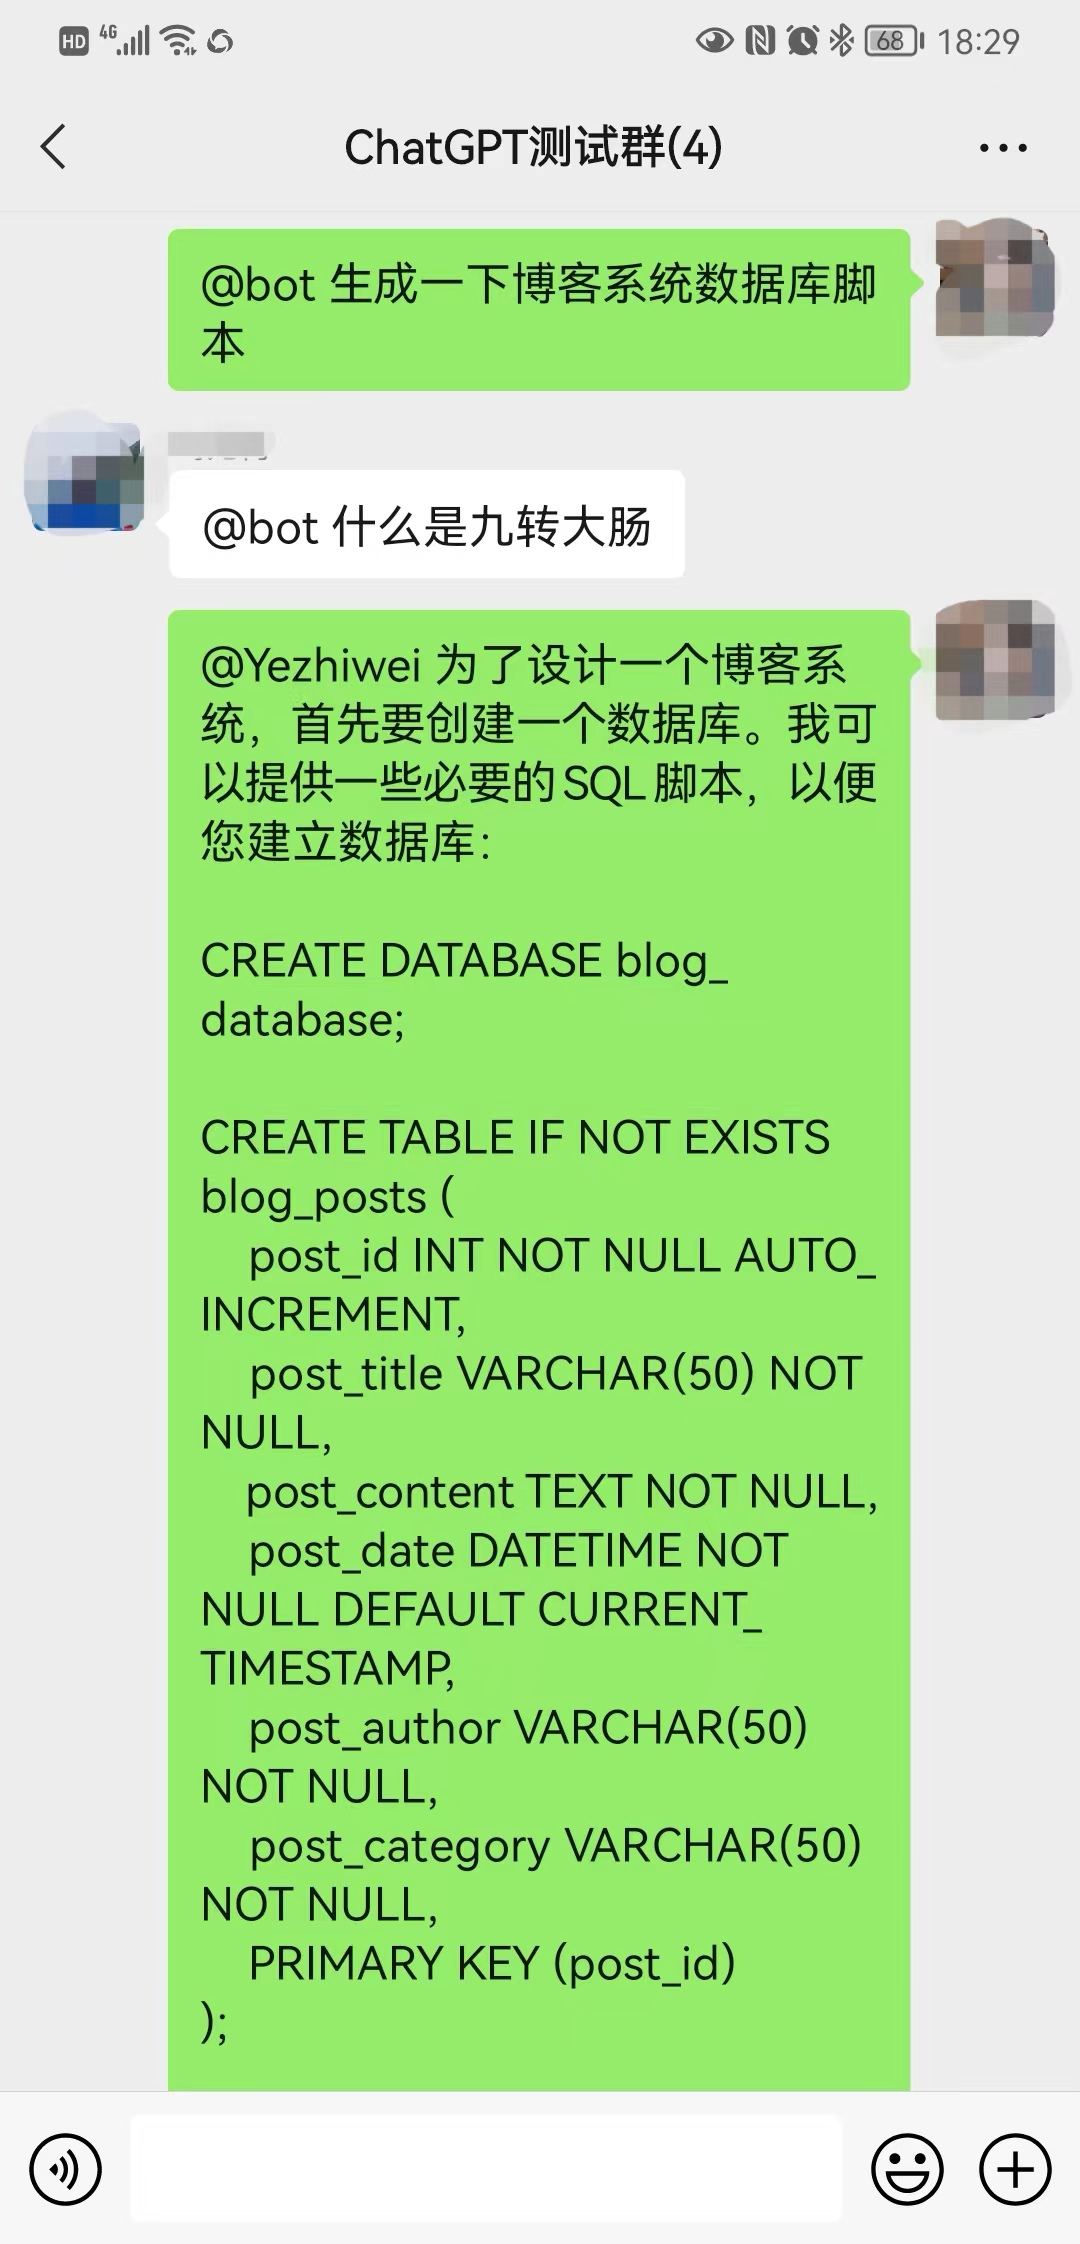 HD 4G 68 18:29
ChatGPT测试群(4)
@bot 生成一下博客系统数据库脚
本
@bot 什么是九转大肠
@Yezhiwei 为了设计一个博客系
统，首先要创建一个数据库。我可
以提供一些必要的SQL脚本，以便
您建立数据库：
CREATE DATABASE blog_
database;
CREATE TABLE IF NOT EXISTS
blog_posts (
post_id INT NOT NULL AUTO_
INCREMENT,
post_title VARCHAR(50) NOT
NULL,
post_content TEXT NOT NULL,
post_date DATETIME NOT
NULL DEFAULT CURRENT_
TIMESTAMP,
post_author VARCHAR(50)
NOT NULL,
post_category VARCHAR(50)
NOT NULL,
PRIMARY KEY (post_id)
);